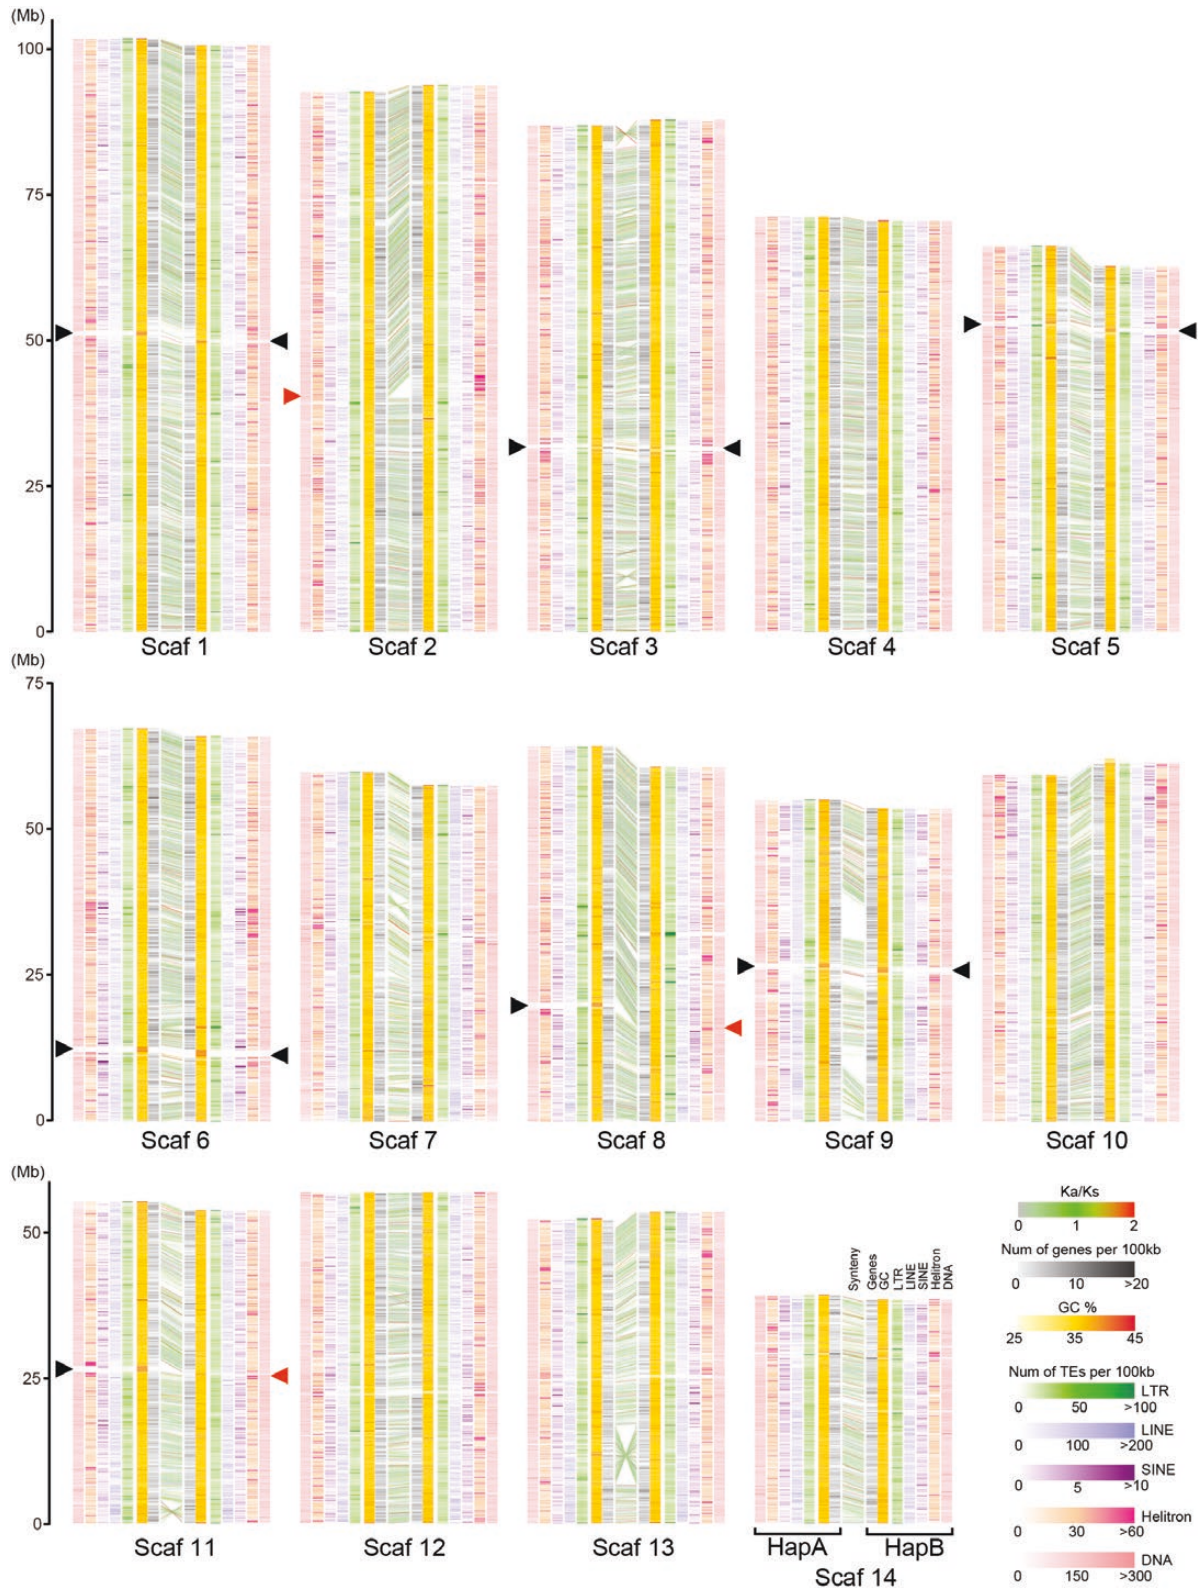 (Mb)
100
75
50
25
0
Scaf 1
Scaf 2
Scaf 3
Scaf 4
Scaf 5
(Mb)
75
50
25
0
Scaf 6
Scaf 7
Scaf 8
Scaf 9
Scaf 10
(Mb)
50
25
0
Scaf 11
Scaf 12
Scaf 13
Synteny
Genes
GC
LTR
LINE
SINE
Helitron
DNA
HapA
HapB
Scaf 14
Ka/Ks
0 1 2
Num of genes per 100kb
0 10 >20
GC %
25 35 45
Num of TEs per 100kb
LTR
0 50 >100
LINE
0 100 >200
SINE
0 5 >10
Helitron
0 30 >60
DNA
0 150 >300